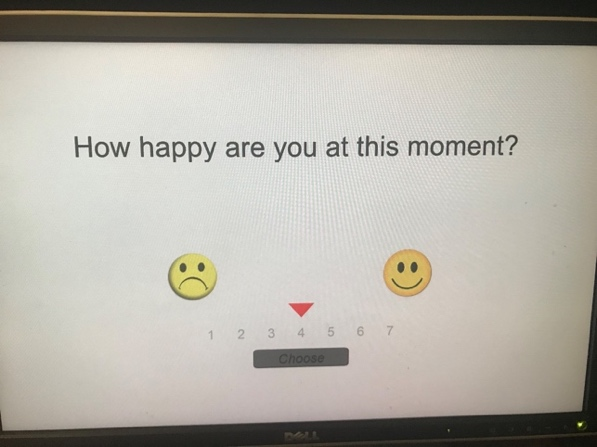 How happy are you at this moment?
1 2 3 4 5 6 7
Choose
DELL